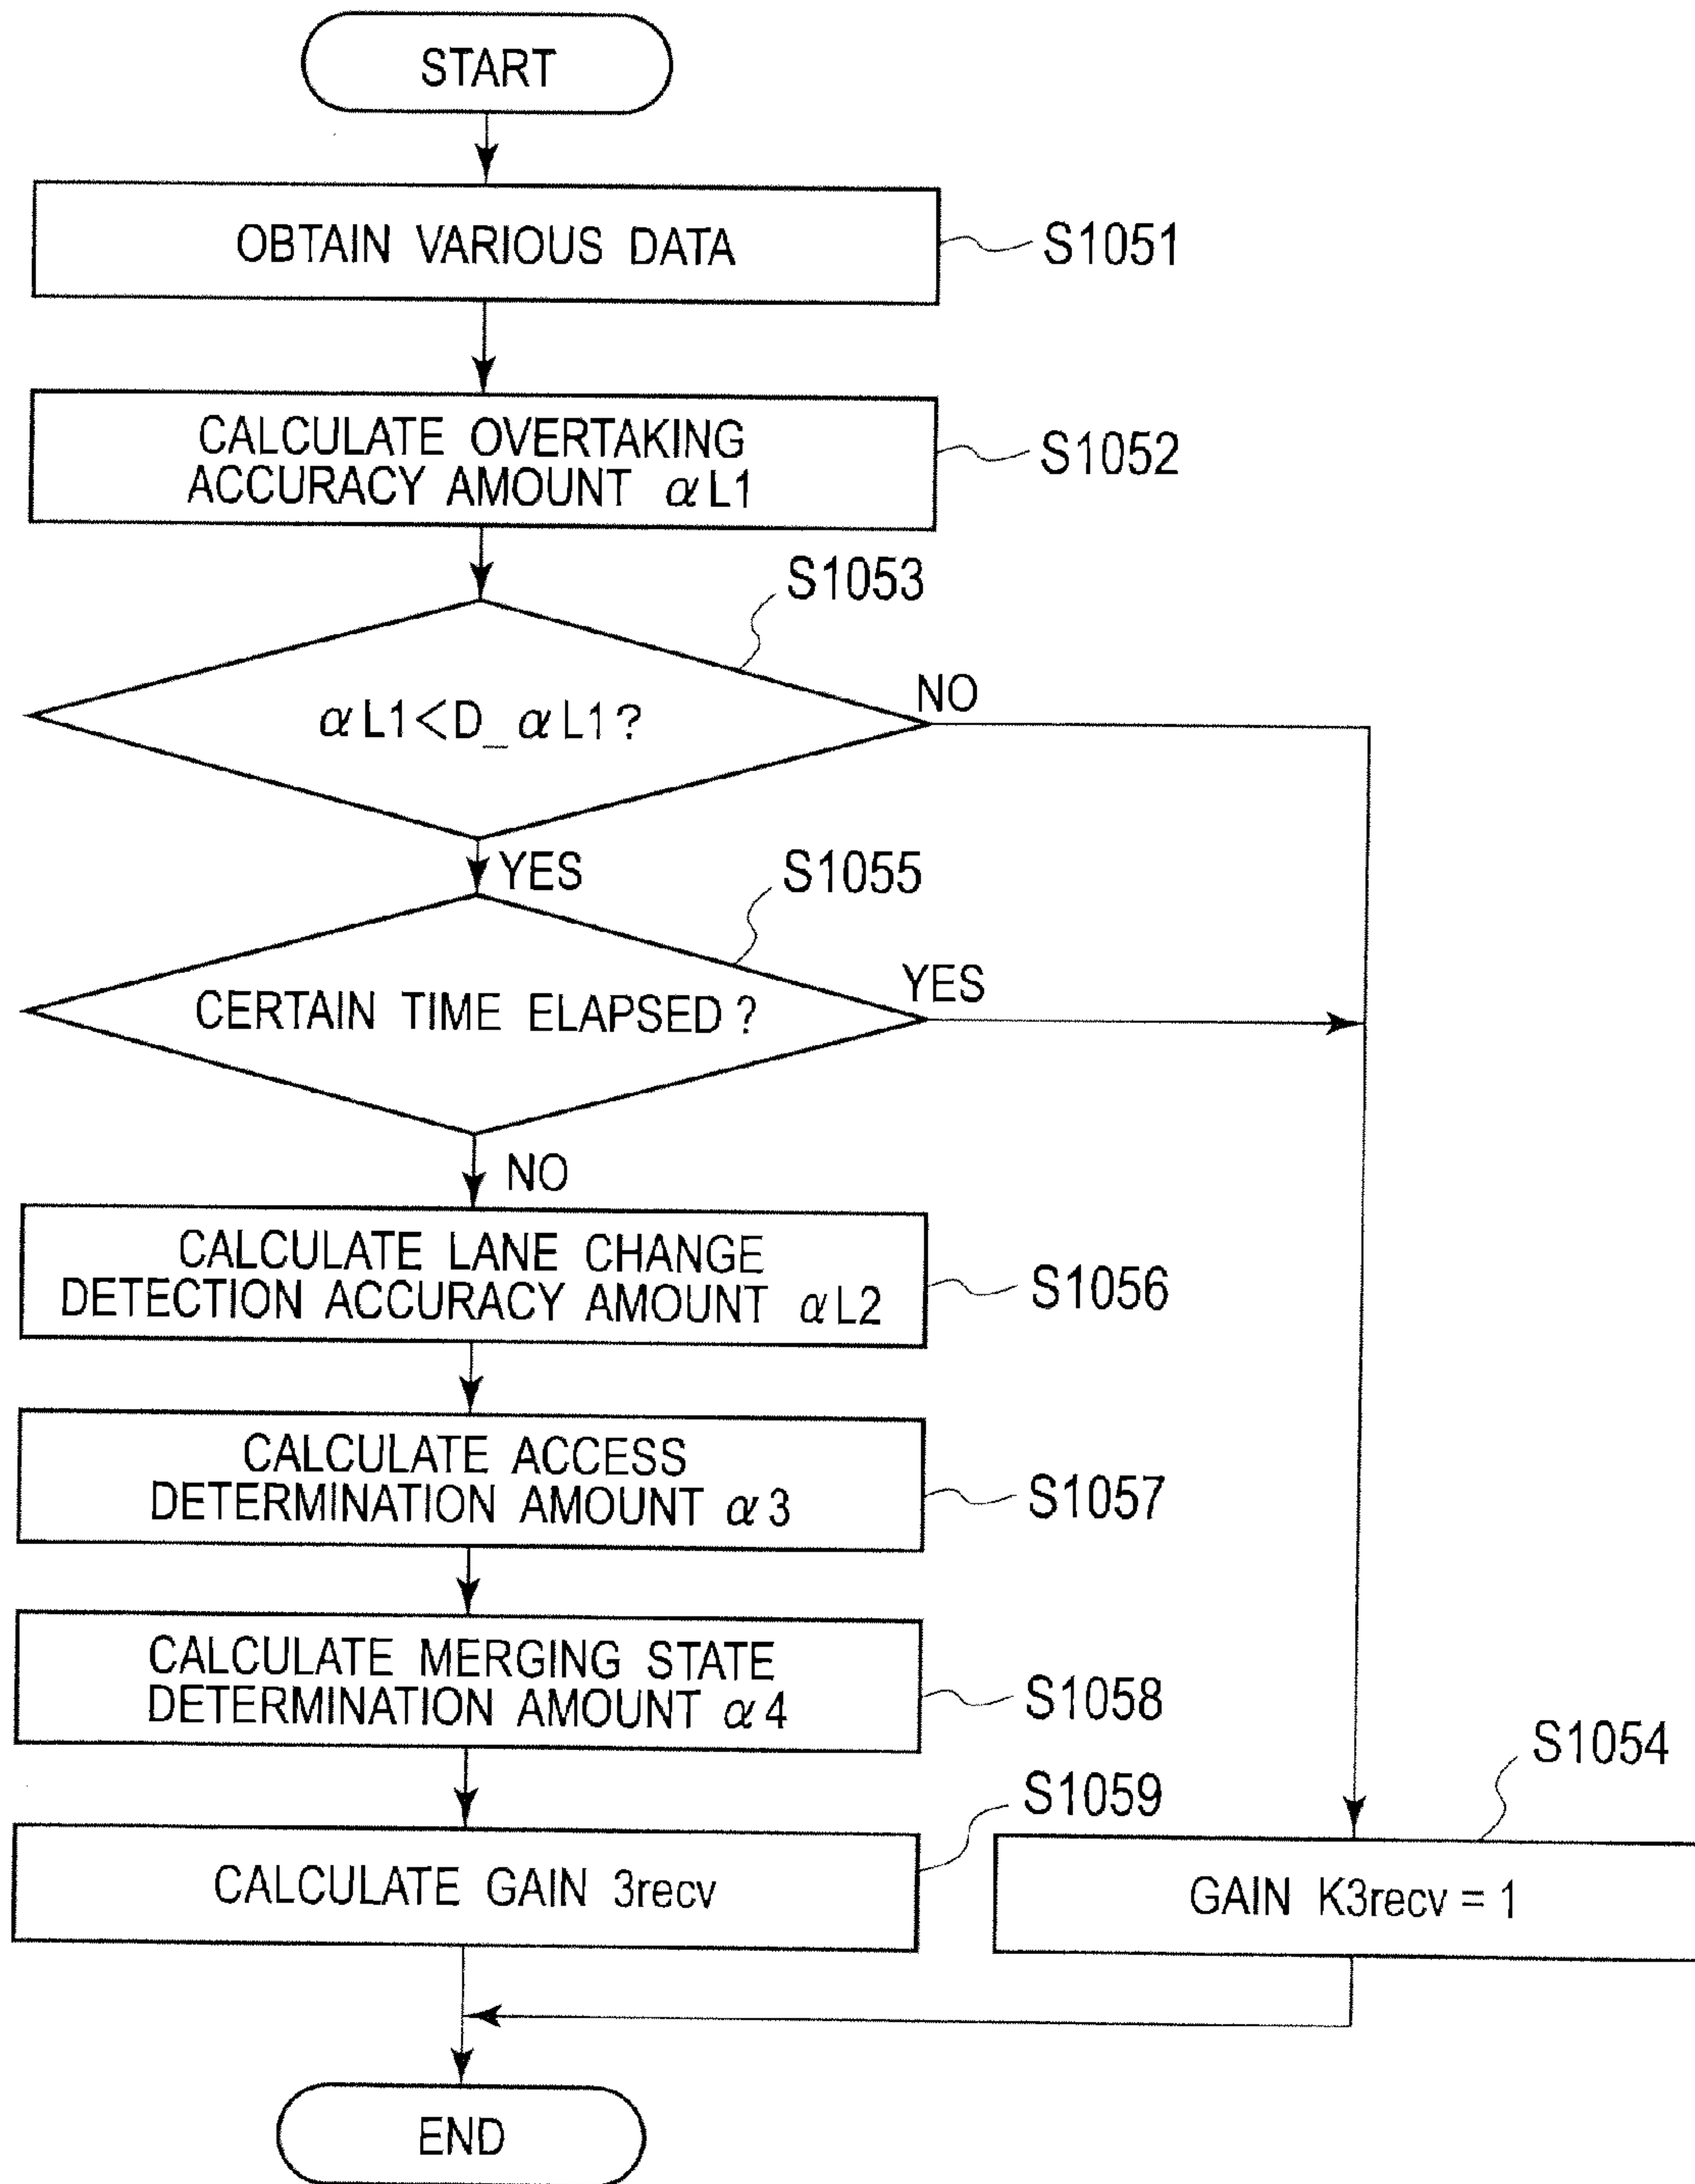 START
OBTAIN VARIOUS DATA
S1051
CALCULATE OVERTAKING
ACCURACY AMOUNT αL1
S1052
S1053
αL1<D_αL1?
NO
YES
S1055
CERTAIN TIME ELAPSED?
YES
NO
CALCULATE LANE CHANGE
DETECTION ACCURACY AMOUNT αL2
S1056
CALCULATE ACCESS
DETERMINATION AMOUNT α3
S1057
CALCULATE MERGING STATE
DETERMINATION AMOUNT α4
S1058
S1059
CALCULATE GAIN 3recv
S1054
GAIN K3recv = 1
END